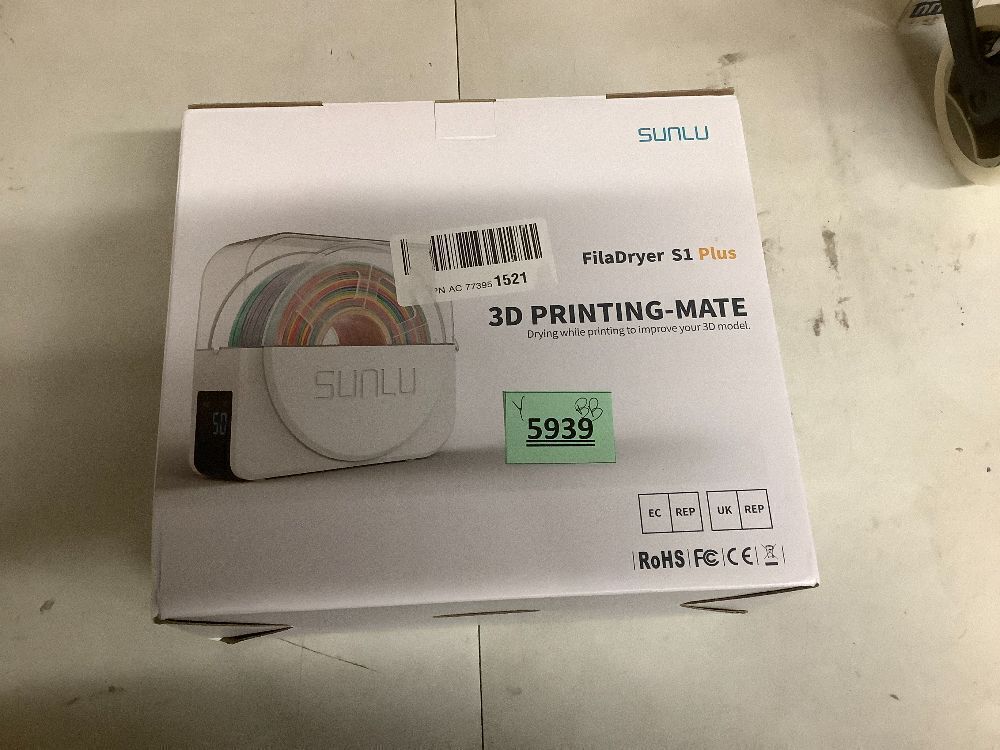 SUNLU
FilaDryer S1 Plus
PN AC 77395 1521
3D PRINTING-MATE
Drying while printing to improve your 3D model.
SUNLU
50
Y BB
5939
EC REP UK REP
RoHS FC CE